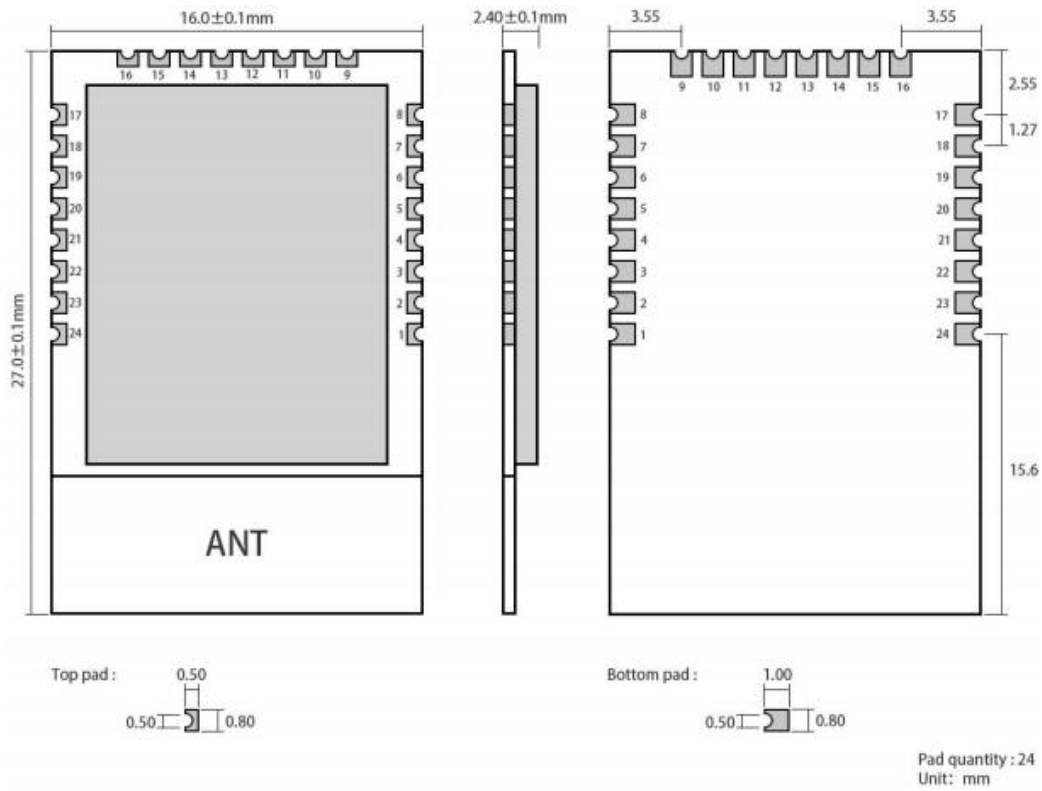 16.0±0.1mm
2.40±0.1mm
3.55
3.55
16 15 14 13 12 11 10 9
9 10 11 12 13 14 15 16
2.55
17 8
8 17
1.27
18 7
7 18
19 6
6 19
20 5
5 20
21 4
4 21
22 3
3 22
23 2
2 23
24 1
1 24
27.0±0.1mm
15.6
ANT
Top pad : 0.50
0.50 0.80
Bottom pad : 1.00
0.50 0.80
Pad quantity : 24
Unit: mm